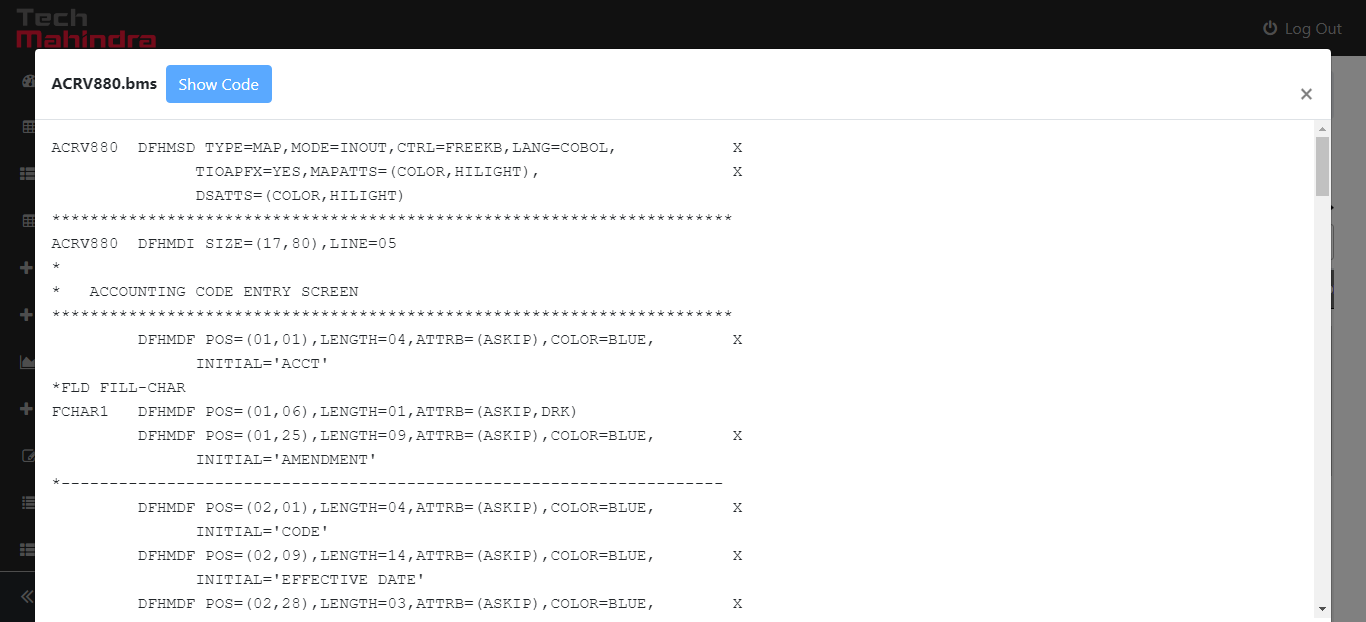 Tech
Mahindra
Log Out
ACRV880.bms Show Code
×
ACRV880  DFHMSD TYPE=MAP,MODE=INOUT,CTRL=FREEKB,LANG=COBOL,            X
               TIOAPFX=YES,MAPATTS=(COLOR,HILIGHT),                    X
               DSATTS=(COLOR,HILIGHT)
***********************************************************************
ACRV880  DFHMDI SIZE=(17,80),LINE=05
*
*   ACCOUNTING CODE ENTRY SCREEN
***********************************************************************
         DFHMDF POS=(01,01),LENGTH=04,ATTRB=(ASKIP),COLOR=BLUE,        X
               INITIAL='ACCT'
*FLD FILL-CHAR
FCHAR1   DFHMDF POS=(01,06),LENGTH=01,ATTRB=(ASKIP,DRK)
         DFHMDF POS=(01,25),LENGTH=09,ATTRB=(ASKIP),COLOR=BLUE,        X
               INITIAL='AMENDMENT'
*---------------------------------------------------------------------
         DFHMDF POS=(02,01),LENGTH=04,ATTRB=(ASKIP),COLOR=BLUE,        X
               INITIAL='CODE'
         DFHMDF POS=(02,09),LENGTH=14,ATTRB=(ASKIP),COLOR=BLUE,        X
               INITIAL='EFFECTIVE DATE'
         DFHMDF POS=(02,28),LENGTH=03,ATTRB=(ASKIP),COLOR=BLUE,        X